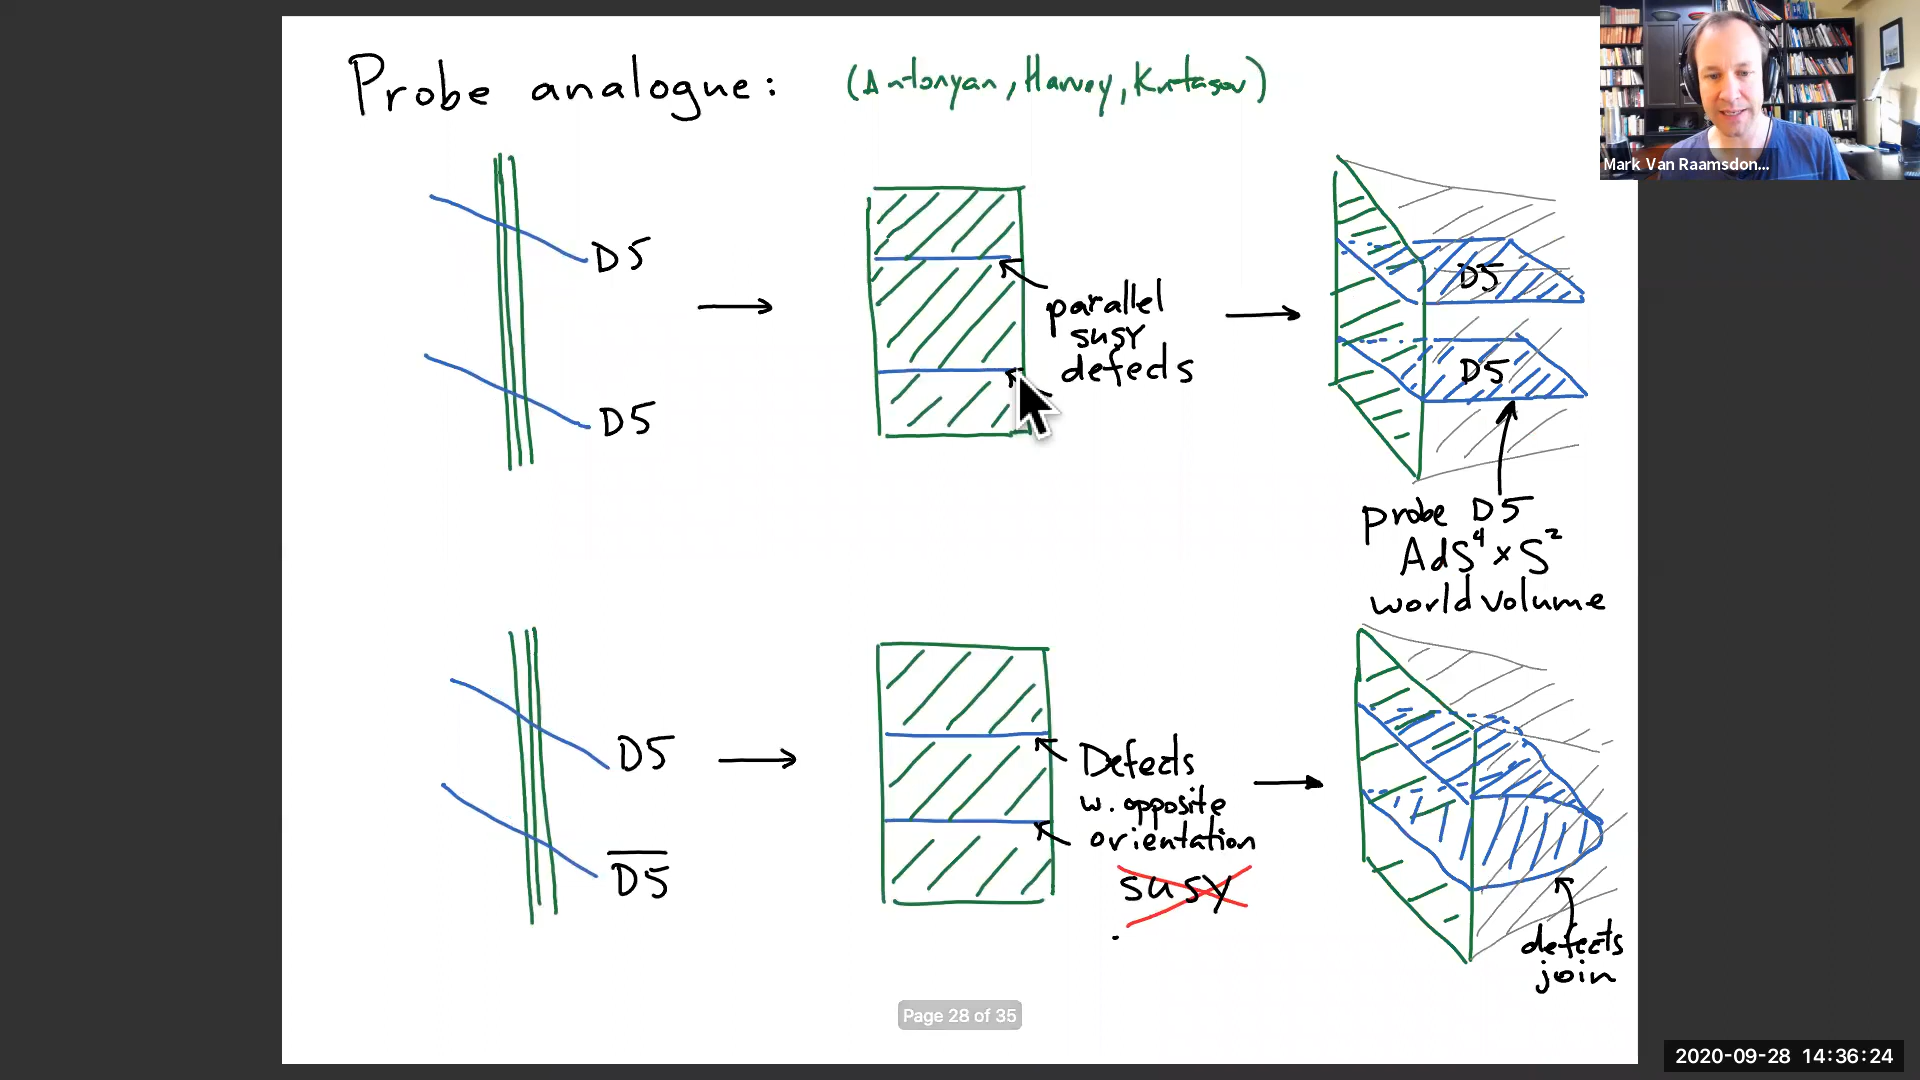 Probe analogue: (Antonyan, Harvey, Kutasov)
Mark Van Raamsdon...
D5
D5
parallel
susy
defects
D5
D5
probe D5
AdS⁴ × S²
world volume
D5
D5
Defects
w. opposite
orientation
susy
defects
join
Page 28 of 35
2020-09-28 14:36:24